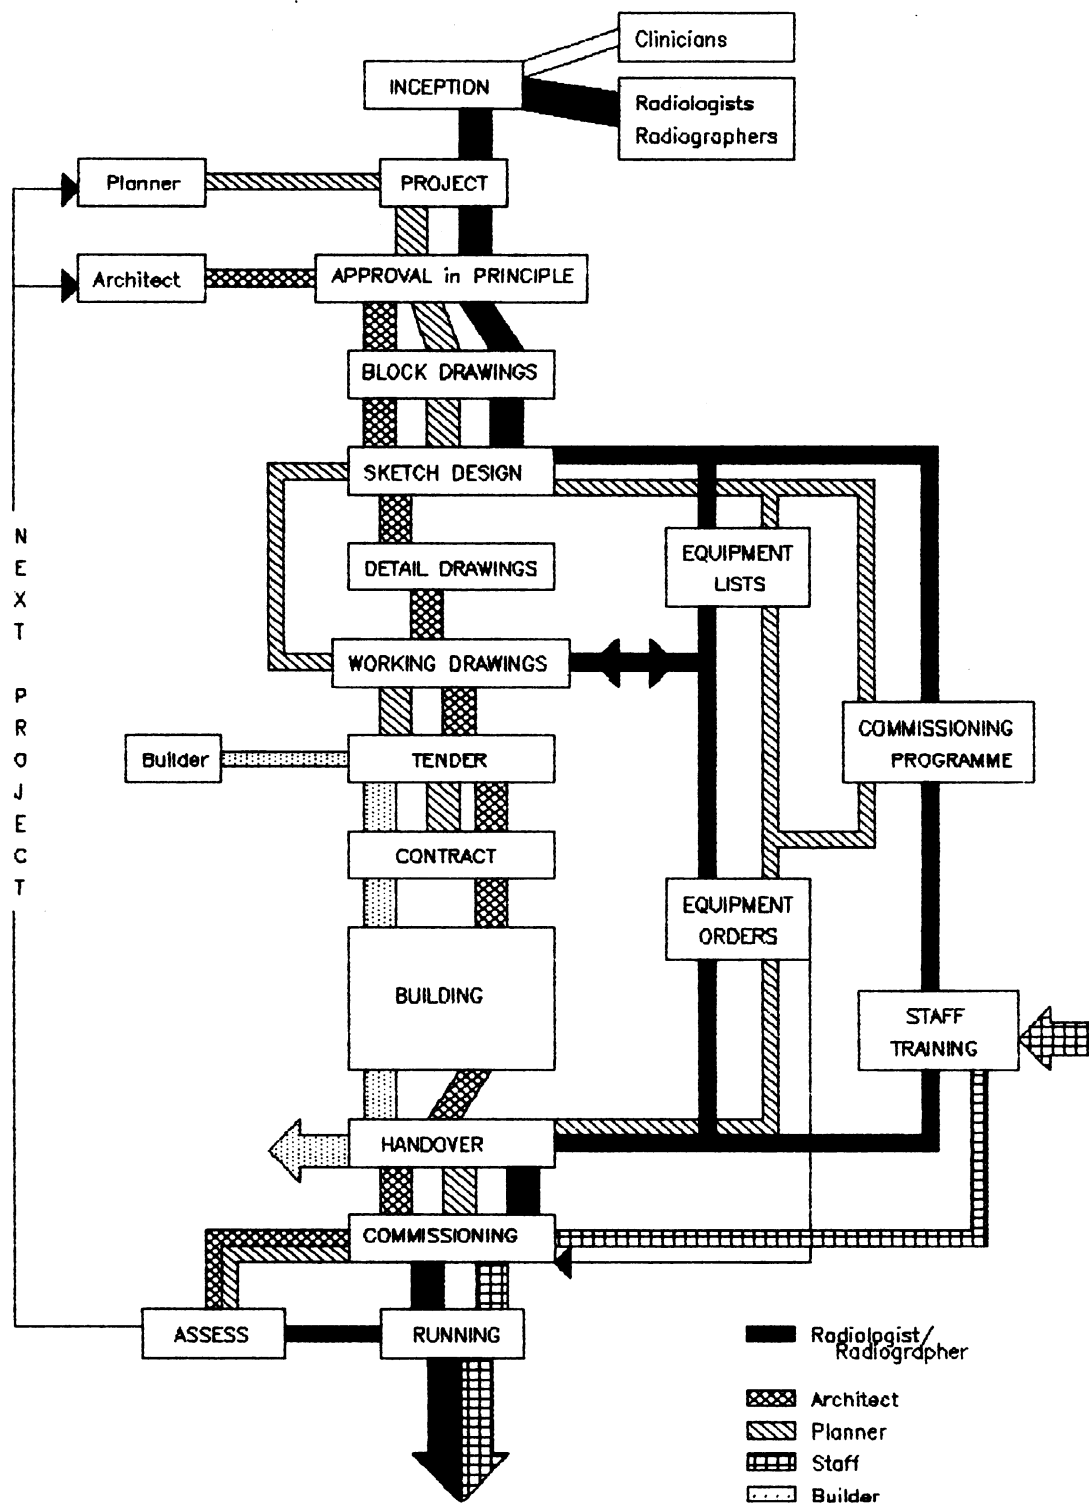 Clinicians
INCEPTION
Radiologists
Radiographers
Planner
PROJECT
Architect
APPROVAL in PRINCIPLE
BLOCK DRAWINGS
SKETCH DESIGN
EQUIPMENT
LISTS
DETAIL DRAWINGS
WORKING DRAWINGS
NEXT PROJECT
COMMISSIONING
PROGRAMME
Builder
TENDER
CONTRACT
EQUIPMENT
ORDERS
BUILDING
STAFF
TRAINING
HANDOVER
COMMISSIONING
ASSESS
RUNNING
Radiologist/
Radiographer
Architect
Planner
Staff
Builder